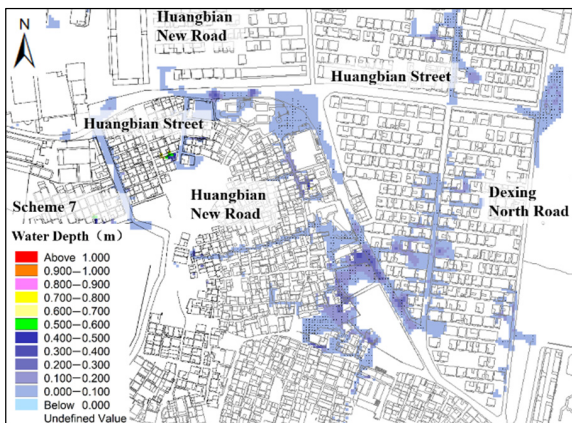 Huangbian
New Road
N
Huangbian Street
Huangbian Street
Huangbian
New Road
Dexing
North Road
Scheme 7
Water Depth（m）
Above 1.000
0.900－1.000
0.800－0.900
0.700－0.800
0.600－0.700
0.500－0.600
0.400－0.500
0.300－0.400
0.200－0.300
0.100－0.200
0.000－0.100
Below 0.000
Undefined Value